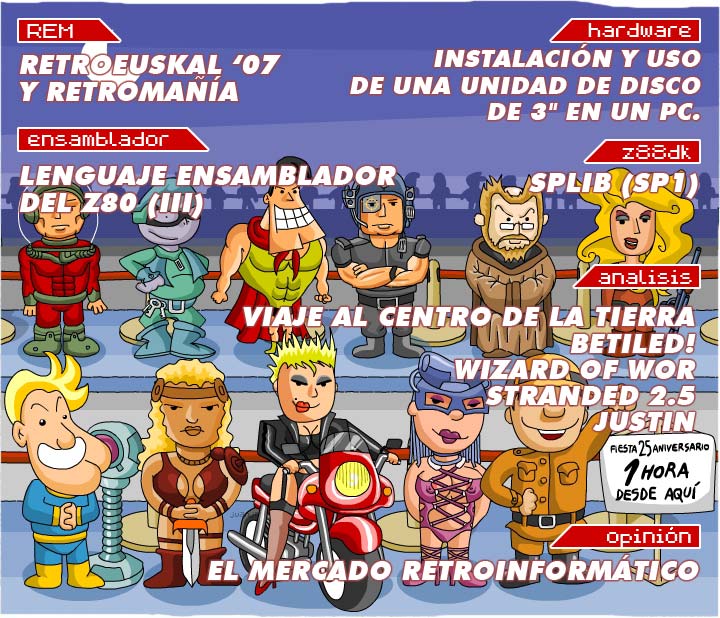 REM
RETROEUSKAL ‘07
Y RETROMAÑÍA
hardware
INSTALACIÓN Y USO
DE UNA UNIDAD DE DISCO
DE 3" EN UN PC.
ensamblador
LENGUAJE ENSAMBLADOR
DEL Z80 (III)
z88dk
SPLIB (SP1)
analisis
VIAJE AL CENTRO DE LA TIERRA
BETILED!
WIZARD OF WOR
STRANDED 2.5
JUSTIN
FIESTA 25 ANIVERSARIO
1 HORA
DESDE AQUÍ
opinión
EL MERCADO RETROINFORMÁTICO